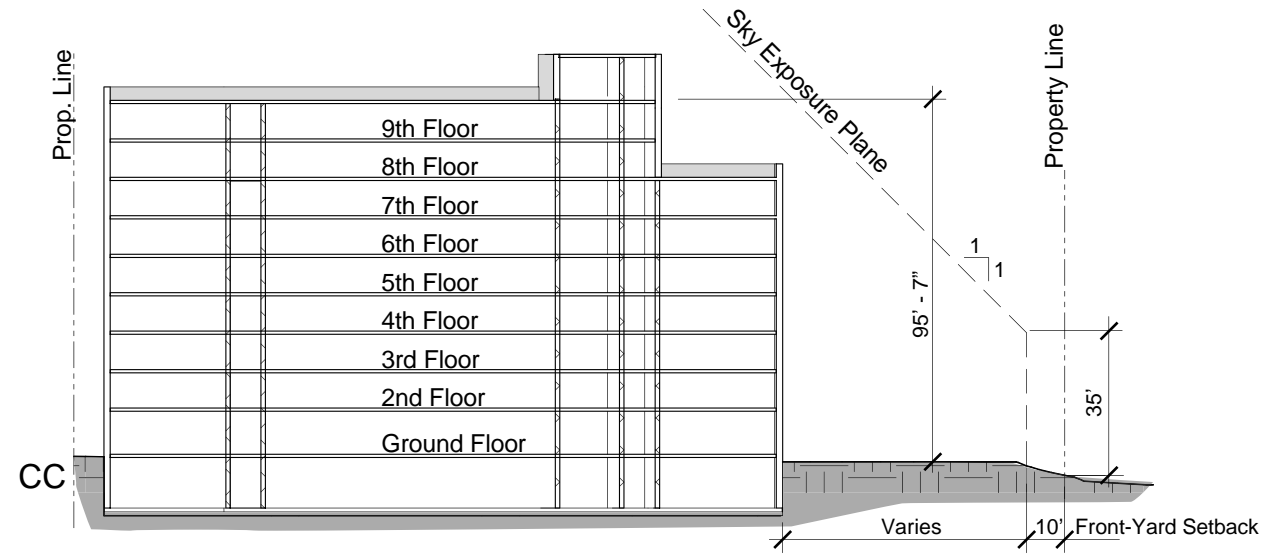 Prop. Line
Sky Exposure Plane
Property Line
9th Floor
8th Floor
7th Floor
6th Floor
5th Floor
4th Floor
3rd Floor
2nd Floor
Ground Floor
1
1
95’ - 7”
35’
CC
Varies
10’ Front-Yard Setback